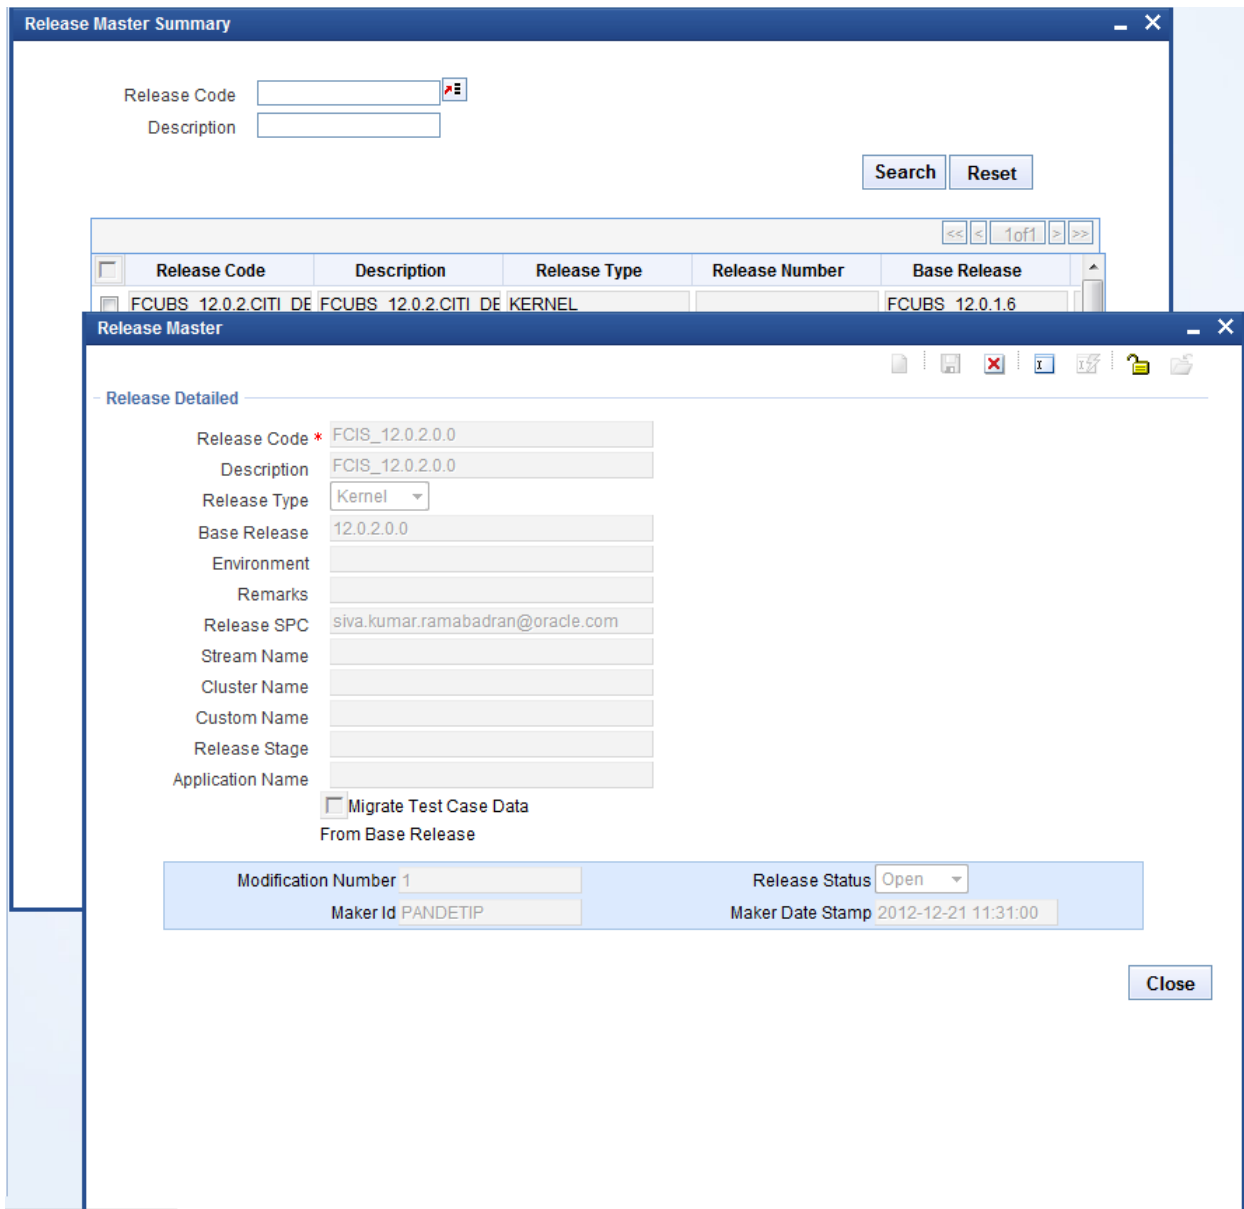 Release Master Summary
Release Code
Description
Search Reset
<< < 1of1 > >>
Release Code Description Release Type Release Number Base Release
FCUBS_12.0.2.CITI_DE FCUBS_12.0.2.CITI_DE KERNEL FCUBS_12.0.1.6
Release Master
Release Detailed
Release Code * FCIS_12.0.2.0.0
Description FCIS_12.0.2.0.0
Release Type Kernel
Base Release 12.0.2.0.0
Environment
Remarks
Release SPC siva.kumar.ramabadran@oracle.com
Stream Name
Cluster Name
Custom Name
Release Stage
Application Name
Migrate Test Case Data
From Base Release
Modification Number 1 Release Status Open
Maker Id PANDETIP Maker Date Stamp 2012-12-21 11:31:00
Close